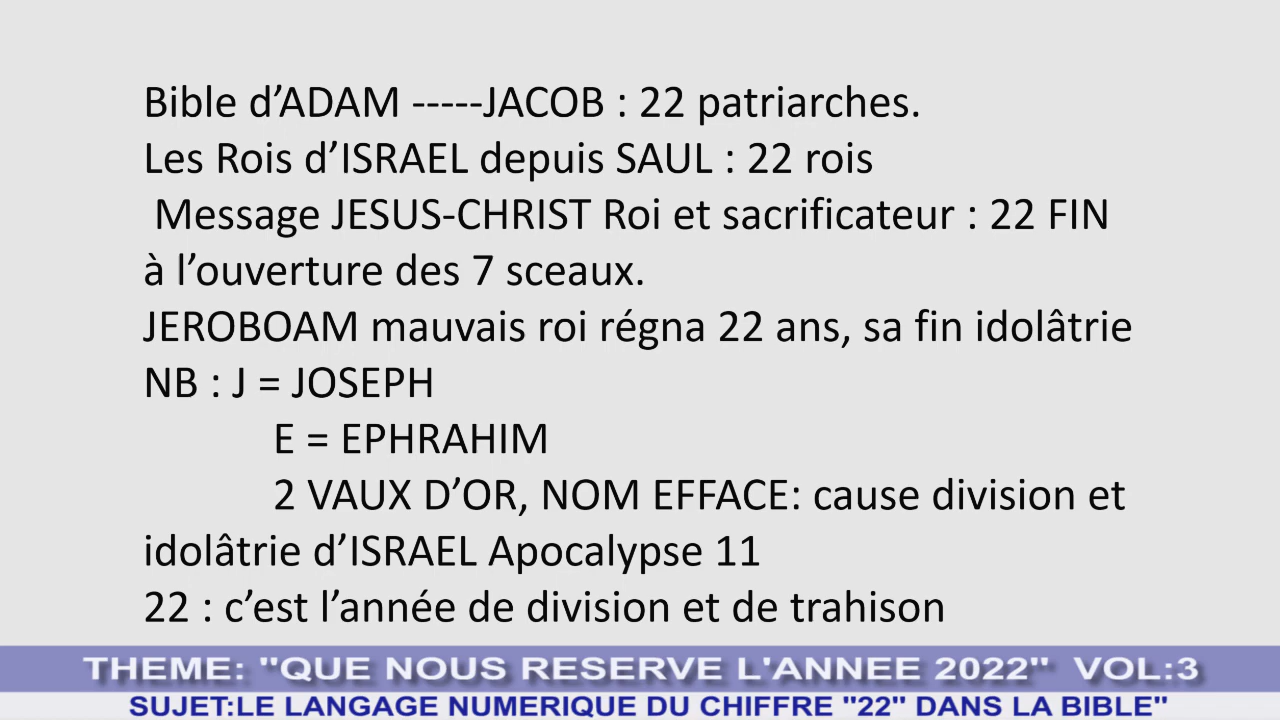 Bible d’ADAM -----JACOB : 22 patriarches.
Les Rois d’ISRAEL depuis SAUL : 22 rois
Message JESUS-CHRIST Roi et sacrificateur : 22 FIN
à l’ouverture des 7 sceaux.
JEROBOAM mauvais roi régna 22 ans, sa fin idolâtrie
NB : J = JOSEPH
E = EPHRAHIM
2 VAUX D’OR, NOM EFFACE: cause division et
idolâtrie d’ISRAEL Apocalypse 11
22 : c’est l’année de division et de trahison
THEME: "QUE NOUS RESERVE L'ANNEE 2022" VOL:3
SUJET:LE LANGAGE NUMERIQUE DU CHIFFRE "22" DANS LA BIBLE"